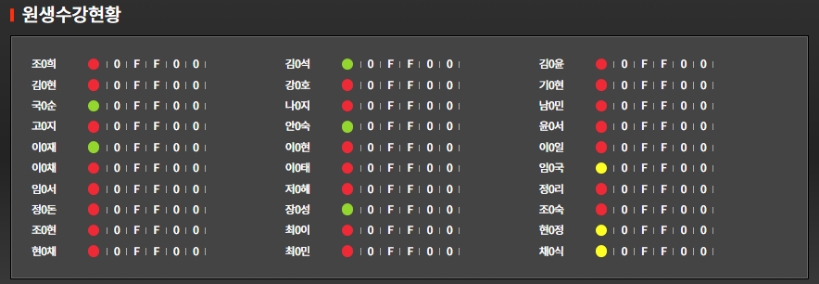 원생수강현황
조0희 | 0 | F | F | 0 | 0 | 김0석 | 0 | F | F | 0 | 0 | 김0윤 | 0 | F | F | 0 | 0 |
김0현 | 0 | F | F | 0 | 0 | 강0호 | 0 | F | F | 0 | 0 | 기0현 | 0 | F | F | 0 | 0 |
국0순 | 0 | F | F | 0 | 0 | 나0지 | 0 | F | F | 0 | 0 | 남0민 | 0 | F | F | 0 | 0 |
고0지 | 0 | F | F | 0 | 0 | 안0숙 | 0 | F | F | 0 | 0 | 윤0서 | 0 | F | F | 0 | 0 |
이0재 | 0 | F | F | 0 | 0 | 이0현 | 0 | F | F | 0 | 0 | 이0일 | 0 | F | F | 0 | 0 |
이0채 | 0 | F | F | 0 | 0 | 이0태 | 0 | F | F | 0 | 0 | 임0국 | 0 | F | F | 0 | 0 |
임0서 | 0 | F | F | 0 | 0 | 저0혜 | 0 | F | F | 0 | 0 | 정0리 | 0 | F | F | 0 | 0 |
정0돈 | 0 | F | F | 0 | 0 | 장0성 | 0 | F | F | 0 | 0 | 조0숙 | 0 | F | F | 0 | 0 |
조0현 | 0 | F | F | 0 | 0 | 최0이 | 0 | F | F | 0 | 0 | 현0정 | 0 | F | F | 0 | 0 |
현0채 | 0 | F | F | 0 | 0 | 최0민 | 0 | F | F | 0 | 0 | 채0식 | 0 | F | F | 0 | 0 |